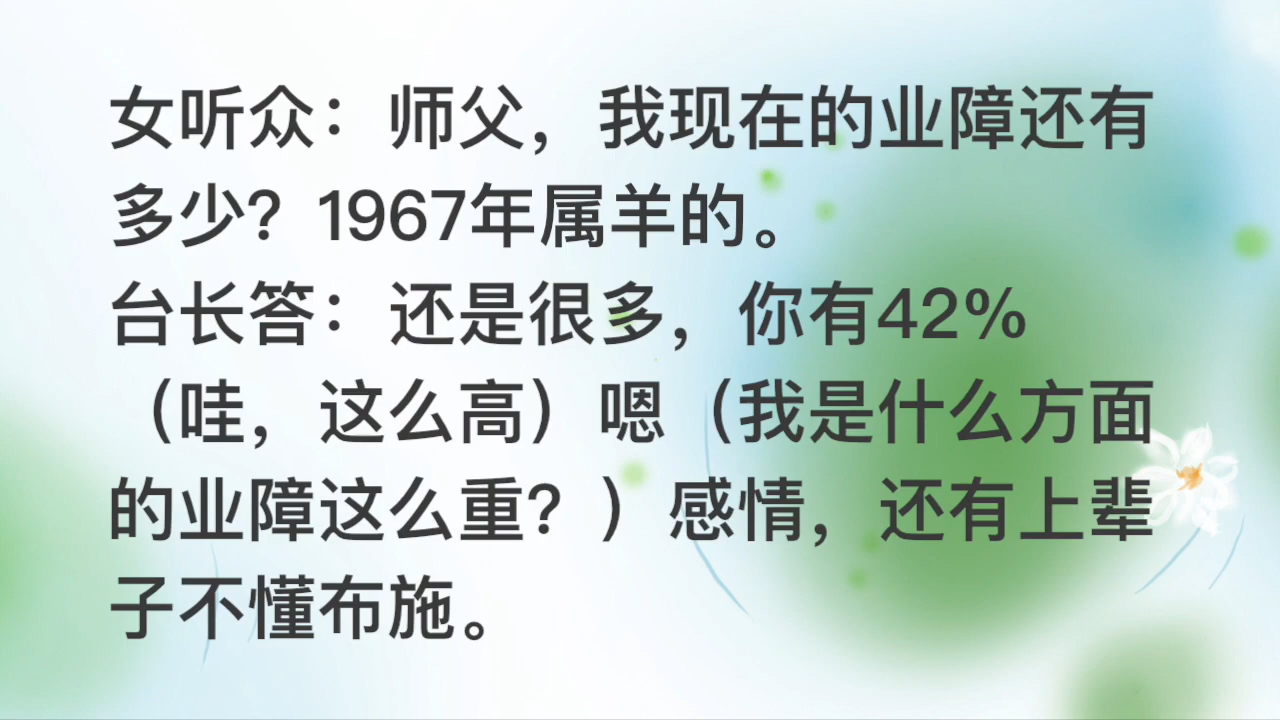 女听众：师父，我现在的业障还有
多少？1967年属羊的。
台长答：还是很多，你有42%
（哇，这么高）嗯（我是什么方面
的业障这么重？）感情，还有上辈
子不懂布施。